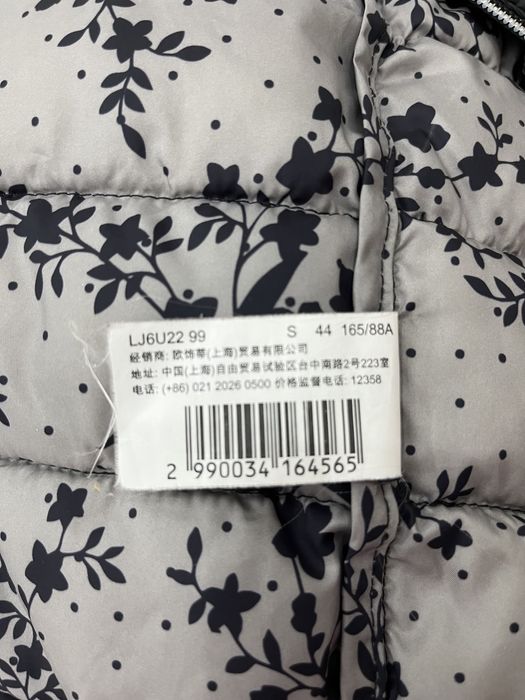 LJ6U22 99 S 44 165/88A
经销商: 欧饰蒂(上海)贸易有限公司
地址: 中国(上海)自由贸易试验区台中南路2号223室
电话: (+86) 021 2026 0500 价格监督电话: 12358
2 990034 164565